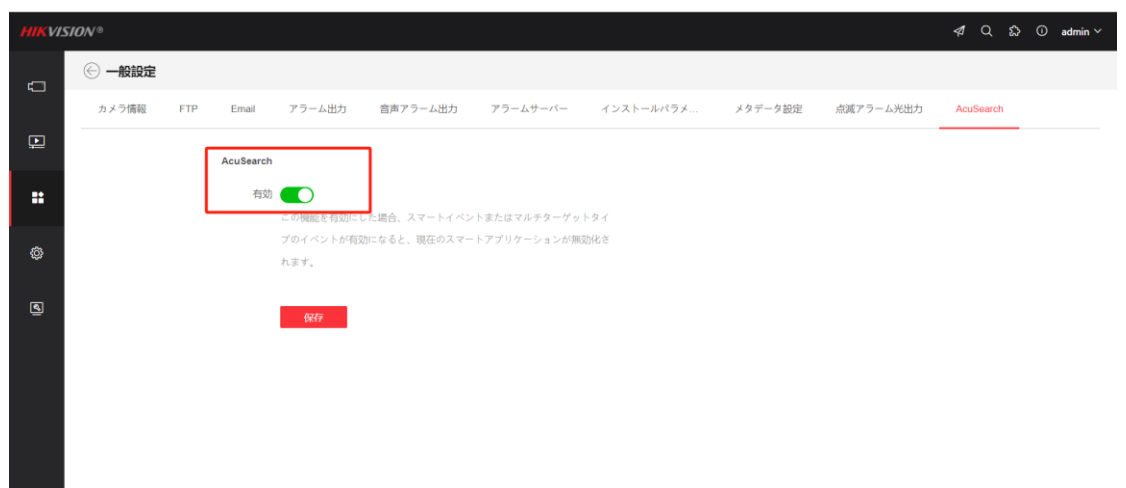 HIKVISION®
admin
一般設定
カメラ情報 FTP Email アラーム出力 音声アラーム出力 アラームサーバー インストールパラメ... メタデータ設定 点滅アラーム光出力 AcuSearch
AcuSearch
有効
この機能を有効にした場合、スマートイベントまたはマルチターゲットタイ
プのイベントが有効になると、現在のスマートアプリケーションが無効化さ
れます。
保存